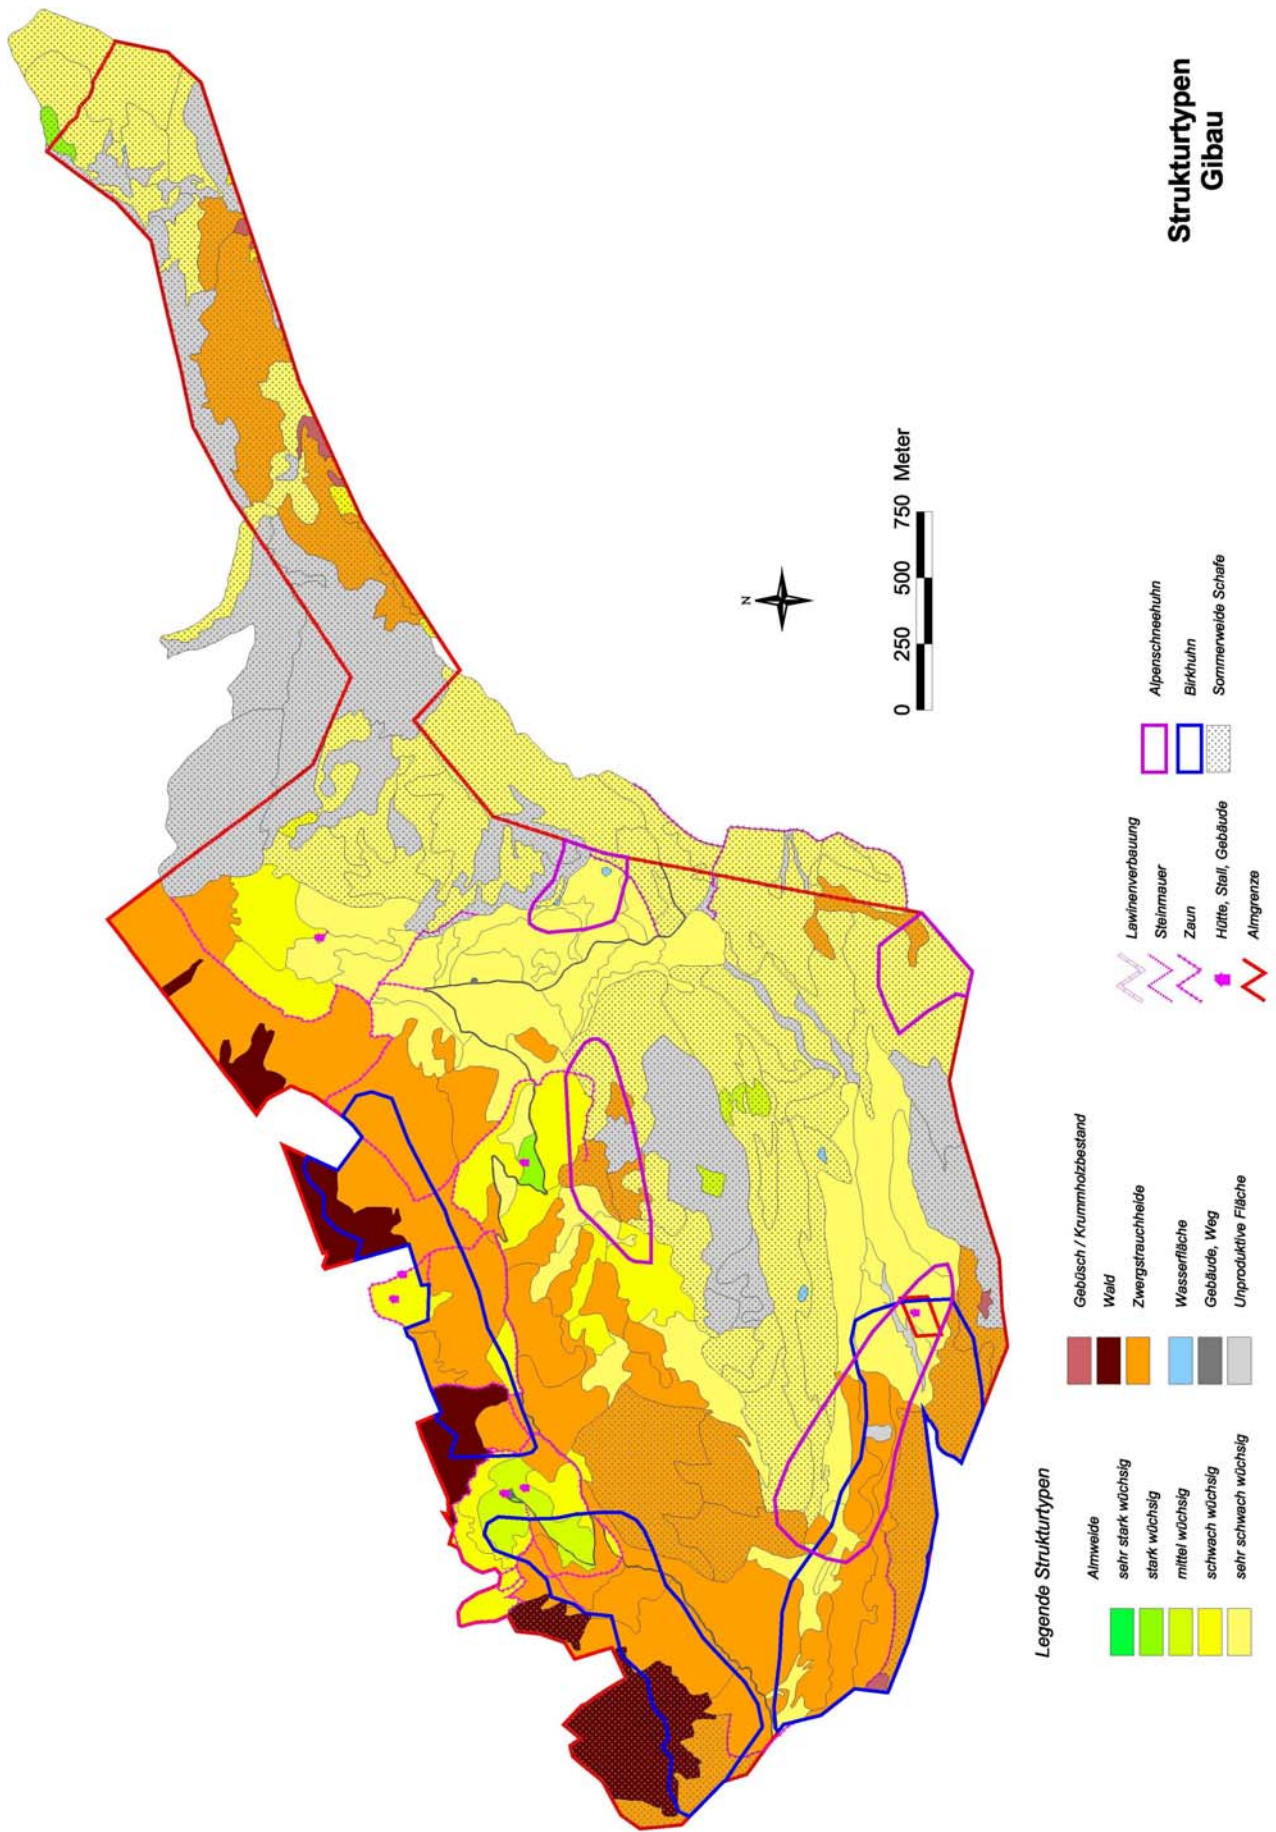 Strukturtypen
Gibau
N
0 250 500 750 Meter
Legende Strukturtypen
Almweide
sehr stark wüchsig
stark wüchsig
mittel wüchsig
schwach wüchsig
sehr schwach wüchsig
Gebüsch / Krummholzbestand
Wald
Zwergstrauchheide
Wasserfläche
Gebäude, Weg
Unproduktive Fläche
Lawinenverbauung
Steinmauer
Zaun
Hütte, Stall, Gebäude
Almgrenze
Alpenschneehuhn
Birkhuhn
Sommerweide Schafe